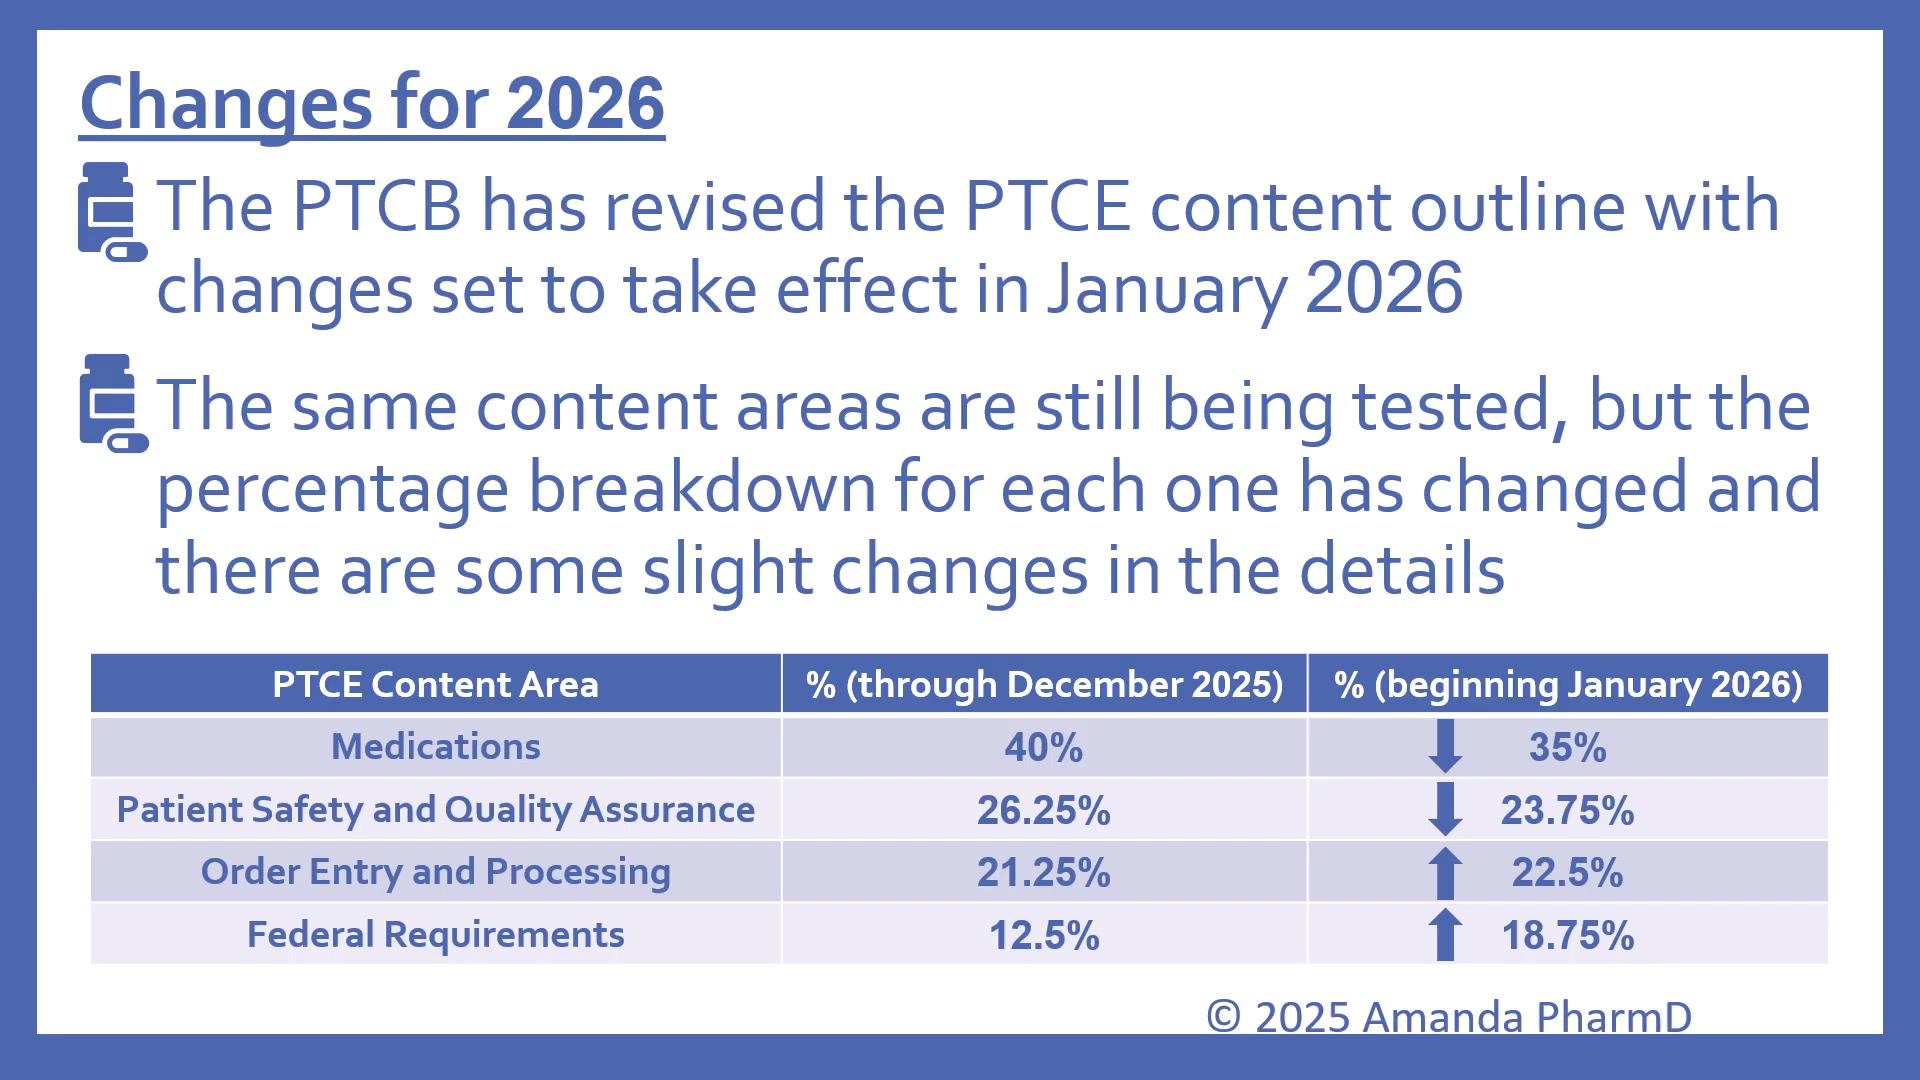 Changes for 2026
The PTCB has revised the PTCE content outline with
changes set to take effect in January 2026
The same content areas are still being tested, but the
percentage breakdown for each one has changed and
there are some slight changes in the details
PTCE Content Area % (through December 2025) % (beginning January 2026)
Medications 40% 35%
Patient Safety and Quality Assurance 26.25% 23.75%
Order Entry and Processing 21.25% 22.5%
Federal Requirements 12.5% 18.75%
© 2025 Amanda PharmD